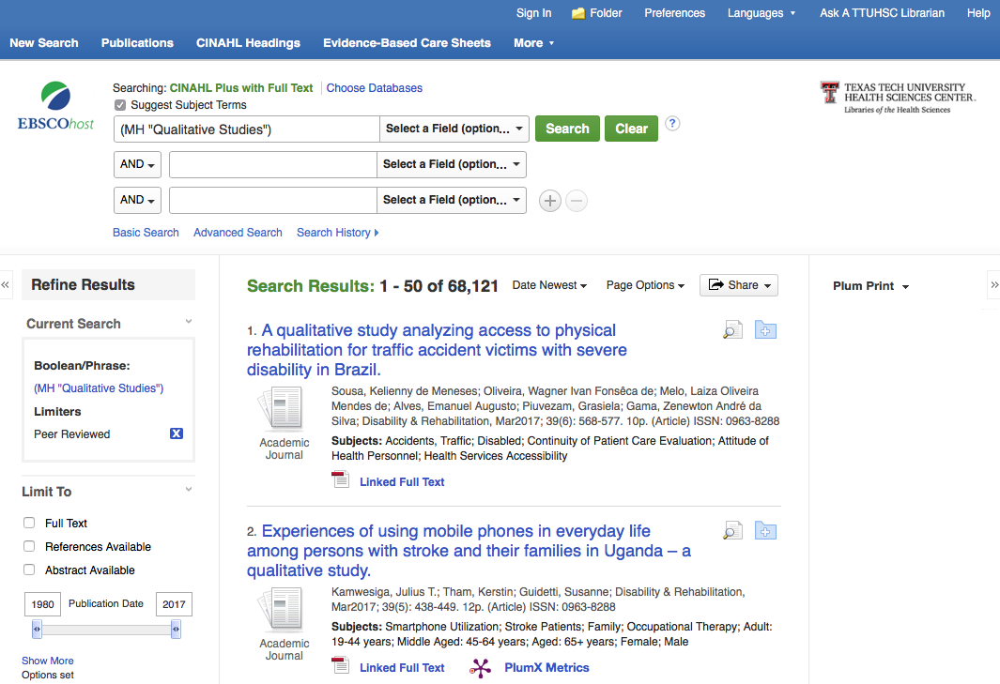 Sign In Folder Preferences Languages Ask A TTUHSC Librarian Help
New Search Publications CINAHL Headings Evidence-Based Care Sheets More
EBSCOhost
Searching: CINAHL Plus with Full Text Choose Databases
Suggest Subject Terms
(MH "Qualitative Studies") Select a Field (option... Search Clear ?
AND Select a Field (option...
AND Select a Field (option...
Basic Search Advanced Search Search History
TEXAS TECH UNIVERSITY
HEALTH SCIENCES CENTER.
Libraries of the Health Sciences
«
Refine Results
Current Search
Boolean/Phrase:
(MH "Qualitative Studies")
Limiters
Peer Reviewed X
Limit To
Full Text
References Available
Abstract Available
1980 Publication Date 2017
Show More
Options set
Search Results: 1 - 50 of 68,121 Date Newest Page Options Share
1. A qualitative study analyzing access to physical
rehabilitation for traffic accident victims with severe
disability in Brazil.
Academic
Journal
Sousa, Kelienny de Meneses; Oliveira, Wagner Ivan Fonsêca de; Melo, Laiza Oliveira
Mendes de; Alves, Emanuel Augusto; Piuvezam, Grasiela; Gama, Zenewton André da
Silva; Disability & Rehabilitation, Mar2017; 39(6): 568-577. 10p. (Article) ISSN: 0963-8288
Subjects: Accidents, Traffic; Disabled; Continuity of Patient Care Evaluation; Attitude of
Health Personnel; Health Services Accessibility
Linked Full Text
2. Experiences of using mobile phones in everyday life
among persons with stroke and their families in Uganda – a
qualitative study.
Academic
Journal
Kamwesiga, Julius T.; Tham, Kerstin; Guidetti, Susanne; Disability & Rehabilitation,
Mar2017; 39(5): 438-449. 12p. (Article) ISSN: 0963-8288
Subjects: Smartphone Utilization; Stroke Patients; Family; Occupational Therapy; Adult:
19-44 years; Middle Aged: 45-64 years; Aged: 65+ years; Female; Male
Linked Full Text PlumX Metrics
Plum Print
»